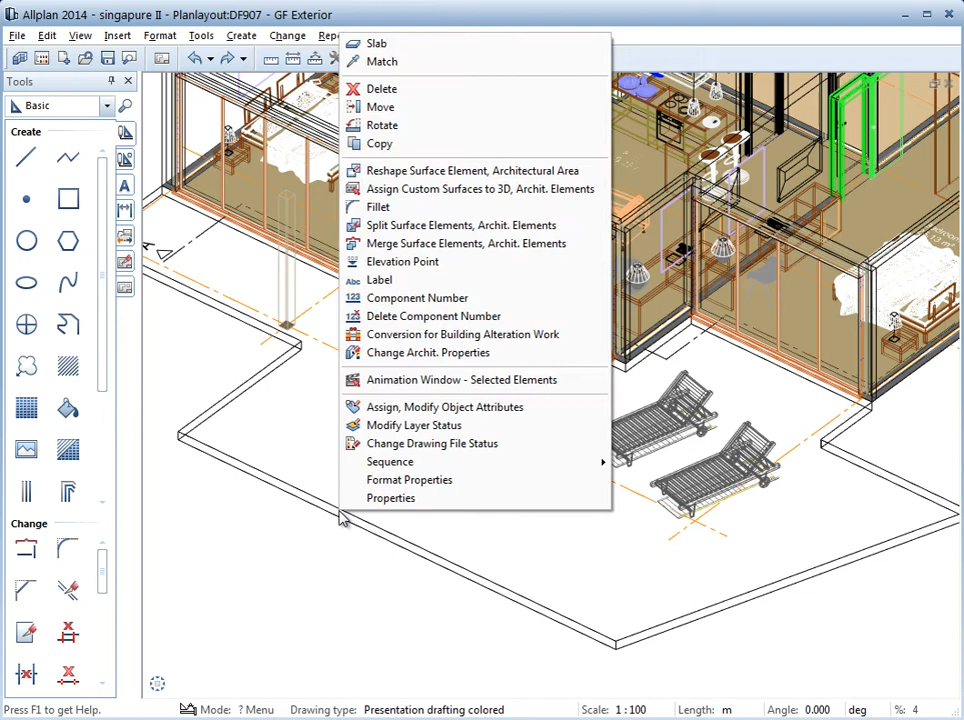 Allplan 2014 - singapure II - Planlayout:DF907 - GF Exterior
File Edit View Insert Format Tools Create Change
Tools
Basic
Create
Change
Slab
Match
Delete
Move
Rotate
Copy
Reshape Surface Element, Architectural Area
Assign Custom Surfaces to 3D, Archit. Elements
Fillet
Split Surface Elements, Archit. Elements
Merge Surface Elements, Archit. Elements
Elevation Point
Abc Label
123 Component Number
123 Delete Component Number
Conversion for Building Alteration Work
Change Archit. Properties
Animation Window - Selected Elements
Assign, Modify Object Attributes
Modify Layer Status
Change Drawing File Status
Sequence
Format Properties
Properties
A
A
Press F1 to get Help.
Mode: ? Menu
Drawing type: Presentation drafting colored
Scale: 1 : 100
Length: m
Angle: 0.000 deg
%: 4